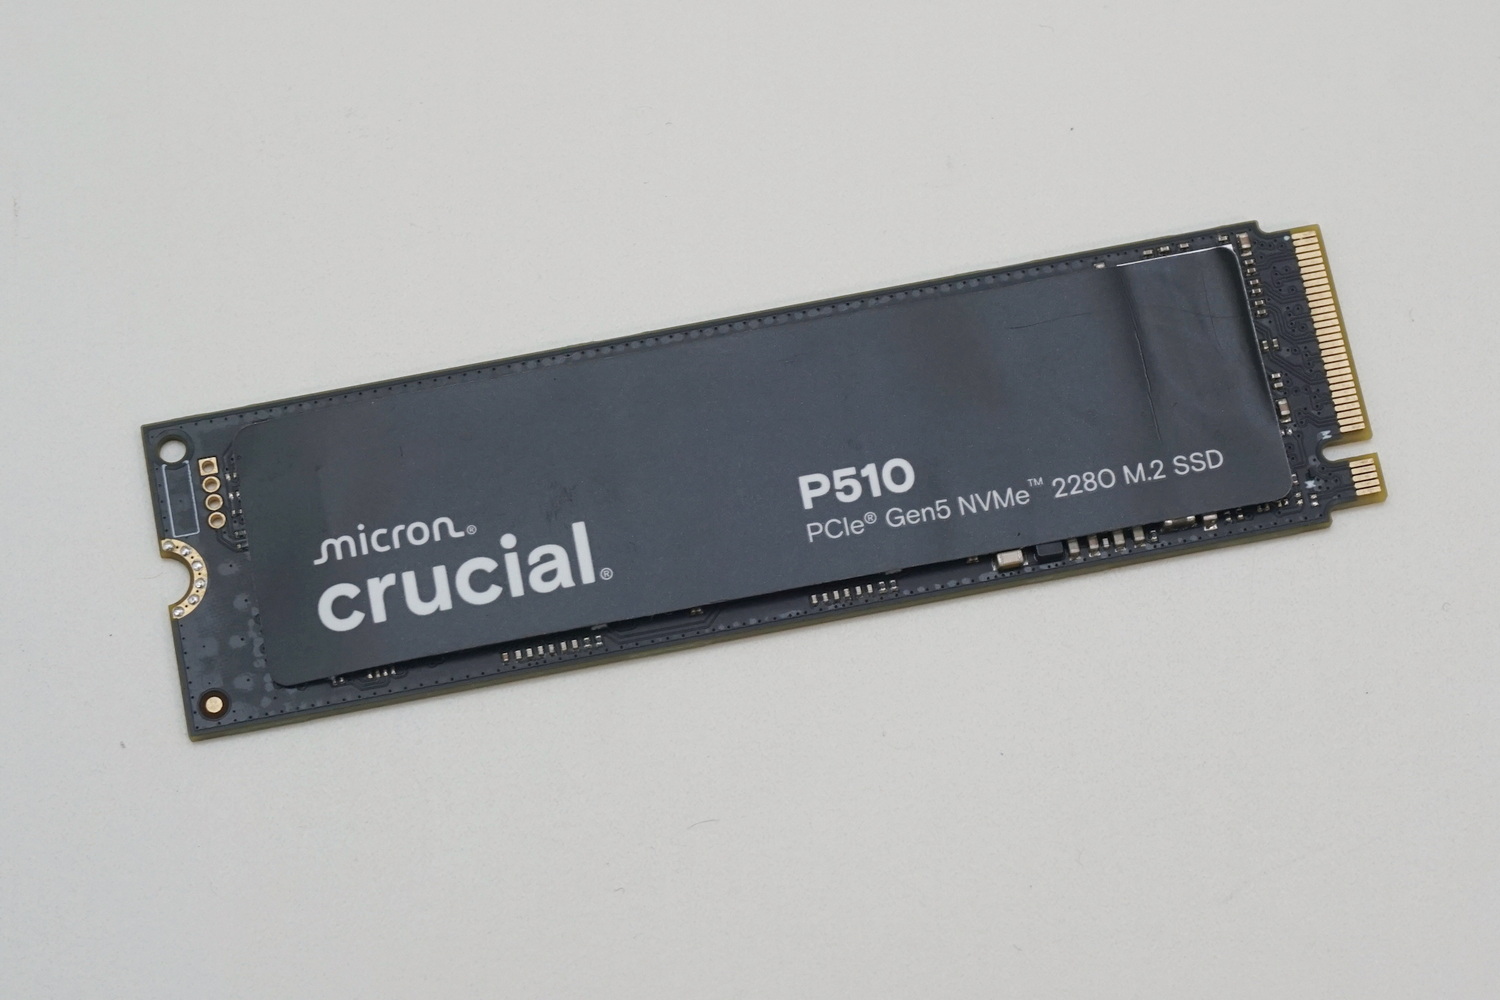 micron®
crucial®
P510
PCIe® Gen5 NVMe™ 2280 M.2 SSD